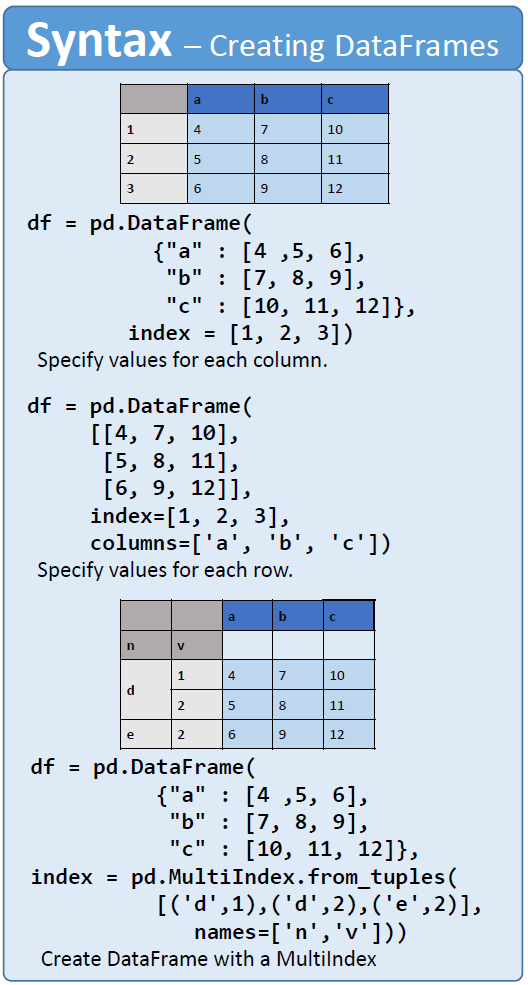 Syntax – Creating DataFrames
a b c
1 4 7 10
2 5 8 11
3 6 9 12
df = pd.DataFrame(
{"a" : [4 ,5, 6],
"b" : [7, 8, 9],
"c" : [10, 11, 12]},
index = [1, 2, 3])
Specify values for each column.
df = pd.DataFrame(
[[4, 7, 10],
[5, 8, 11],
[6, 9, 12]],
index=[1, 2, 3],
columns=['a', 'b', 'c'])
Specify values for each row.
a b c
n v
d 1 4 7 10
2 5 8 11
e 2 6 9 12
df = pd.DataFrame(
{"a" : [4 ,5, 6],
"b" : [7, 8, 9],
"c" : [10, 11, 12]},
index = pd.MultiIndex.from_tuples(
[('d',1),('d',2),('e',2)],
names=['n','v']))
Create DataFrame with a MultiIndex